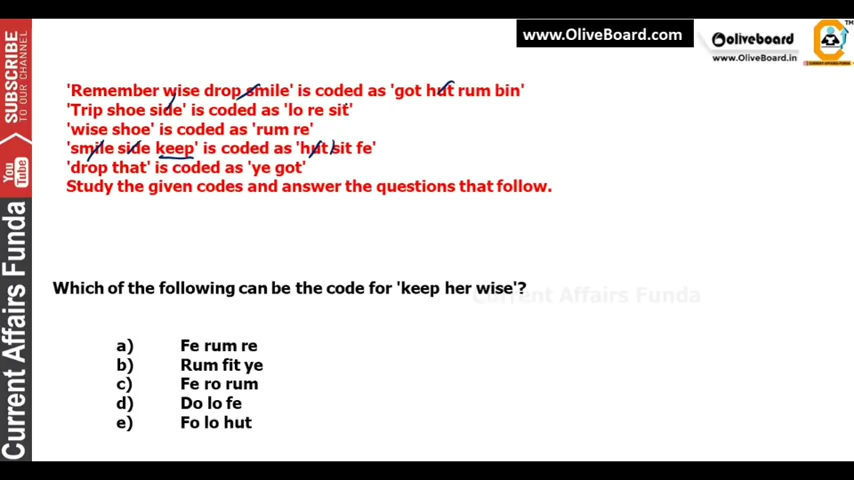 www.OliveBoard.com
oliveboard
www.OliveBoard.in
TM
SUBSCRIBE
TO OUR CHANNEL
You
Tube
Current Affairs Funda
'Remember wise drop smile' is coded as 'got hut rum bin'
'Trip shoe side' is coded as 'lo re sit'
'wise shoe' is coded as 'rum re'
'smile side keep' is coded as 'hut sit fe'
'drop that' is coded as 'ye got'
Study the given codes and answer the questions that follow.
Which of the following can be the code for 'keep her wise'?
Current Affairs Funda
a) Fe rum re
b) Rum fit ye
c) Fe ro rum
d) Do lo fe
e) Fo lo hut